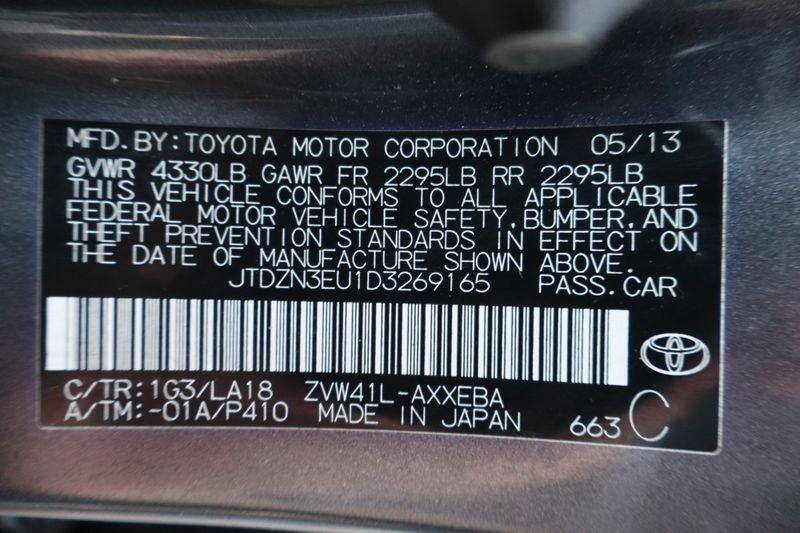 MFD.BY:TOYOTA MOTOR CORPORATION 05/13
GVWR 4330LB GAWR FR 2295LB RR 2295LB
THIS VEHICLE CONFORMS TO ALL APPLICABLE
FEDERAL MOTOR VEHICLE SAFETY,BUMPER,AND
THEFT PREVENTION STANDARDS IN EFFECT ON
THE DATE OF MANUFACTURE SHOWN ABOVE.
JTDZN3EU1D3269165 PASS.CAR
C/TR:1G3/LA18 ZVW41L-AXXEBA
A/TM:-01A/P410 MADE IN JAPAN 663 C